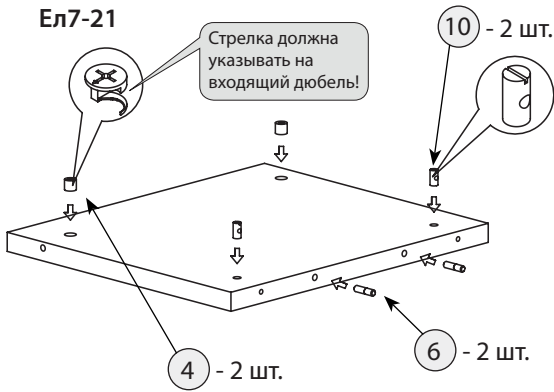 Ел7-21
Стрелка должна
указывать на
входящий дюбель!
10 - 2 шт.
6 - 2 шт.
4 - 2 шт.